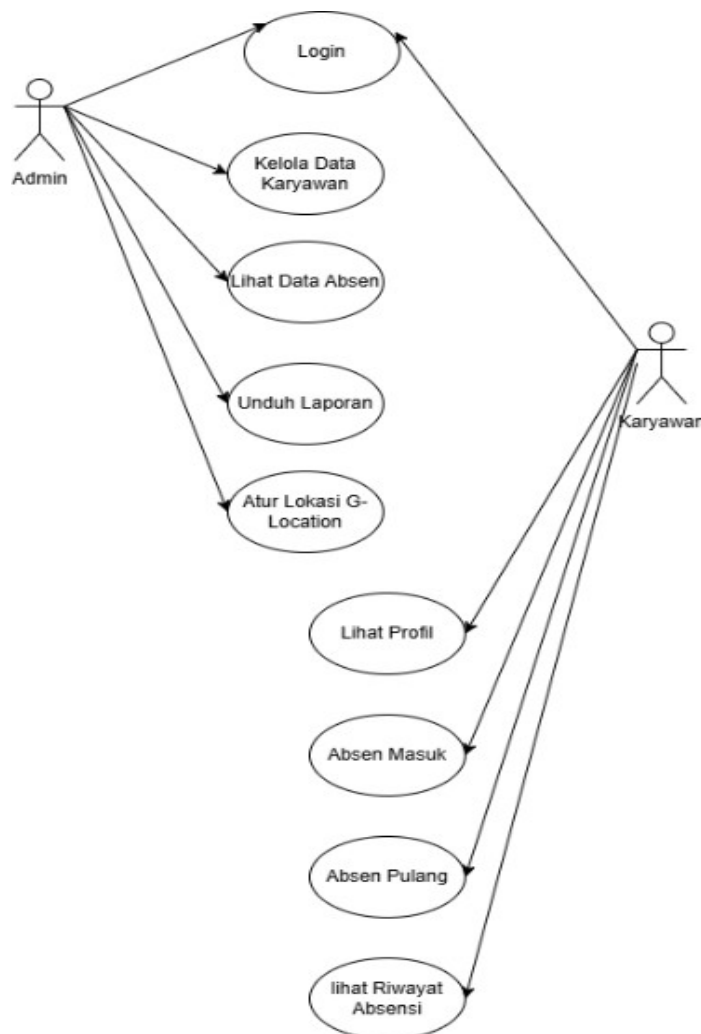 Login
Admin
Kelola Data
Karyawan
Lihat Data Absen
Karyawan
Unduh Laporan
Atur Lokasi G-
Location
Lihat Profil
Absen Masuk
Absen Pulang
lihat Riwayat
Absensi